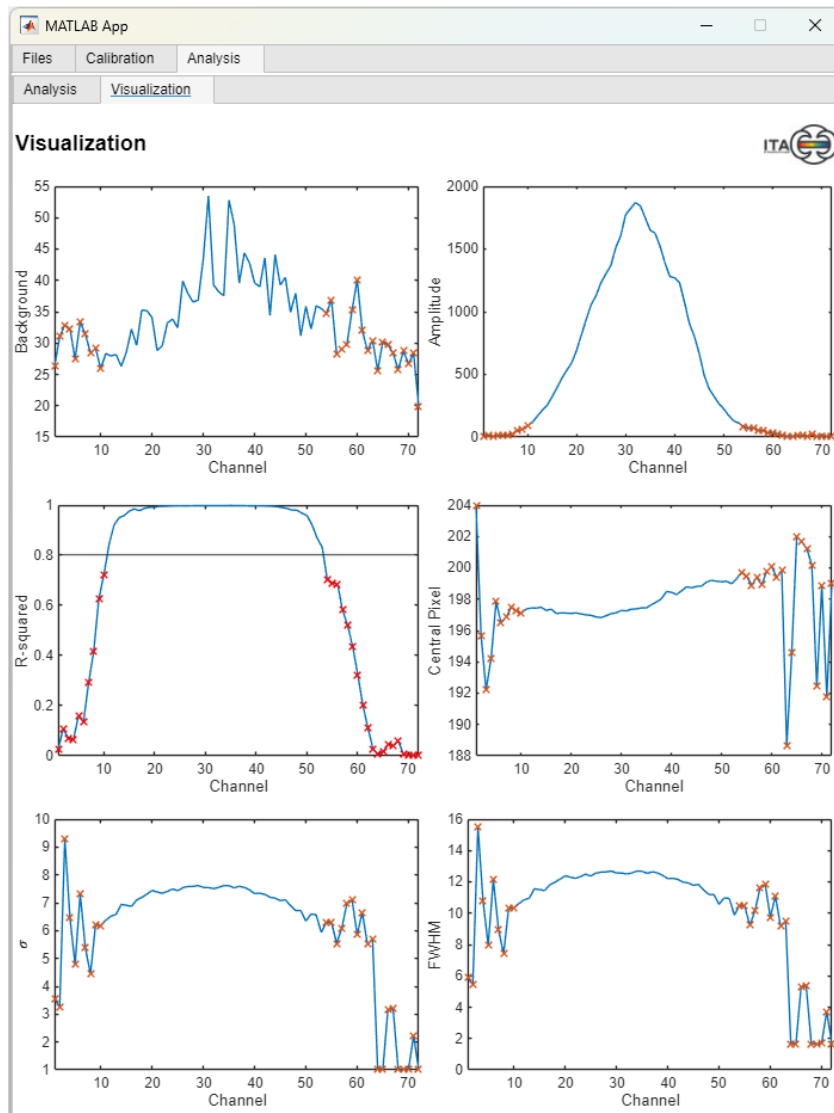 MATLAB App
Files Calibration Analysis
Analysis Visualization
Visualization
ITA
55
50
45
40
35
30
25
20
15
Background
10 20 30 40 50 60 70
Channel
2000
1500
1000
500
0
Amplitude
10 20 30 40 50 60 70
Channel
1
0.8
0.6
0.4
0.2
0
R-squared
10 20 30 40 50 60 70
Channel
204
202
200
198
196
194
192
190
188
Central Pixel
10 20 30 40 50 60 70
Channel
10
9
8
7
6
5
4
3
2
1
σ
10 20 30 40 50 60 70
Channel
16
14
12
10
8
6
4
2
0
FWHM
10 20 30 40 50 60 70
Channel